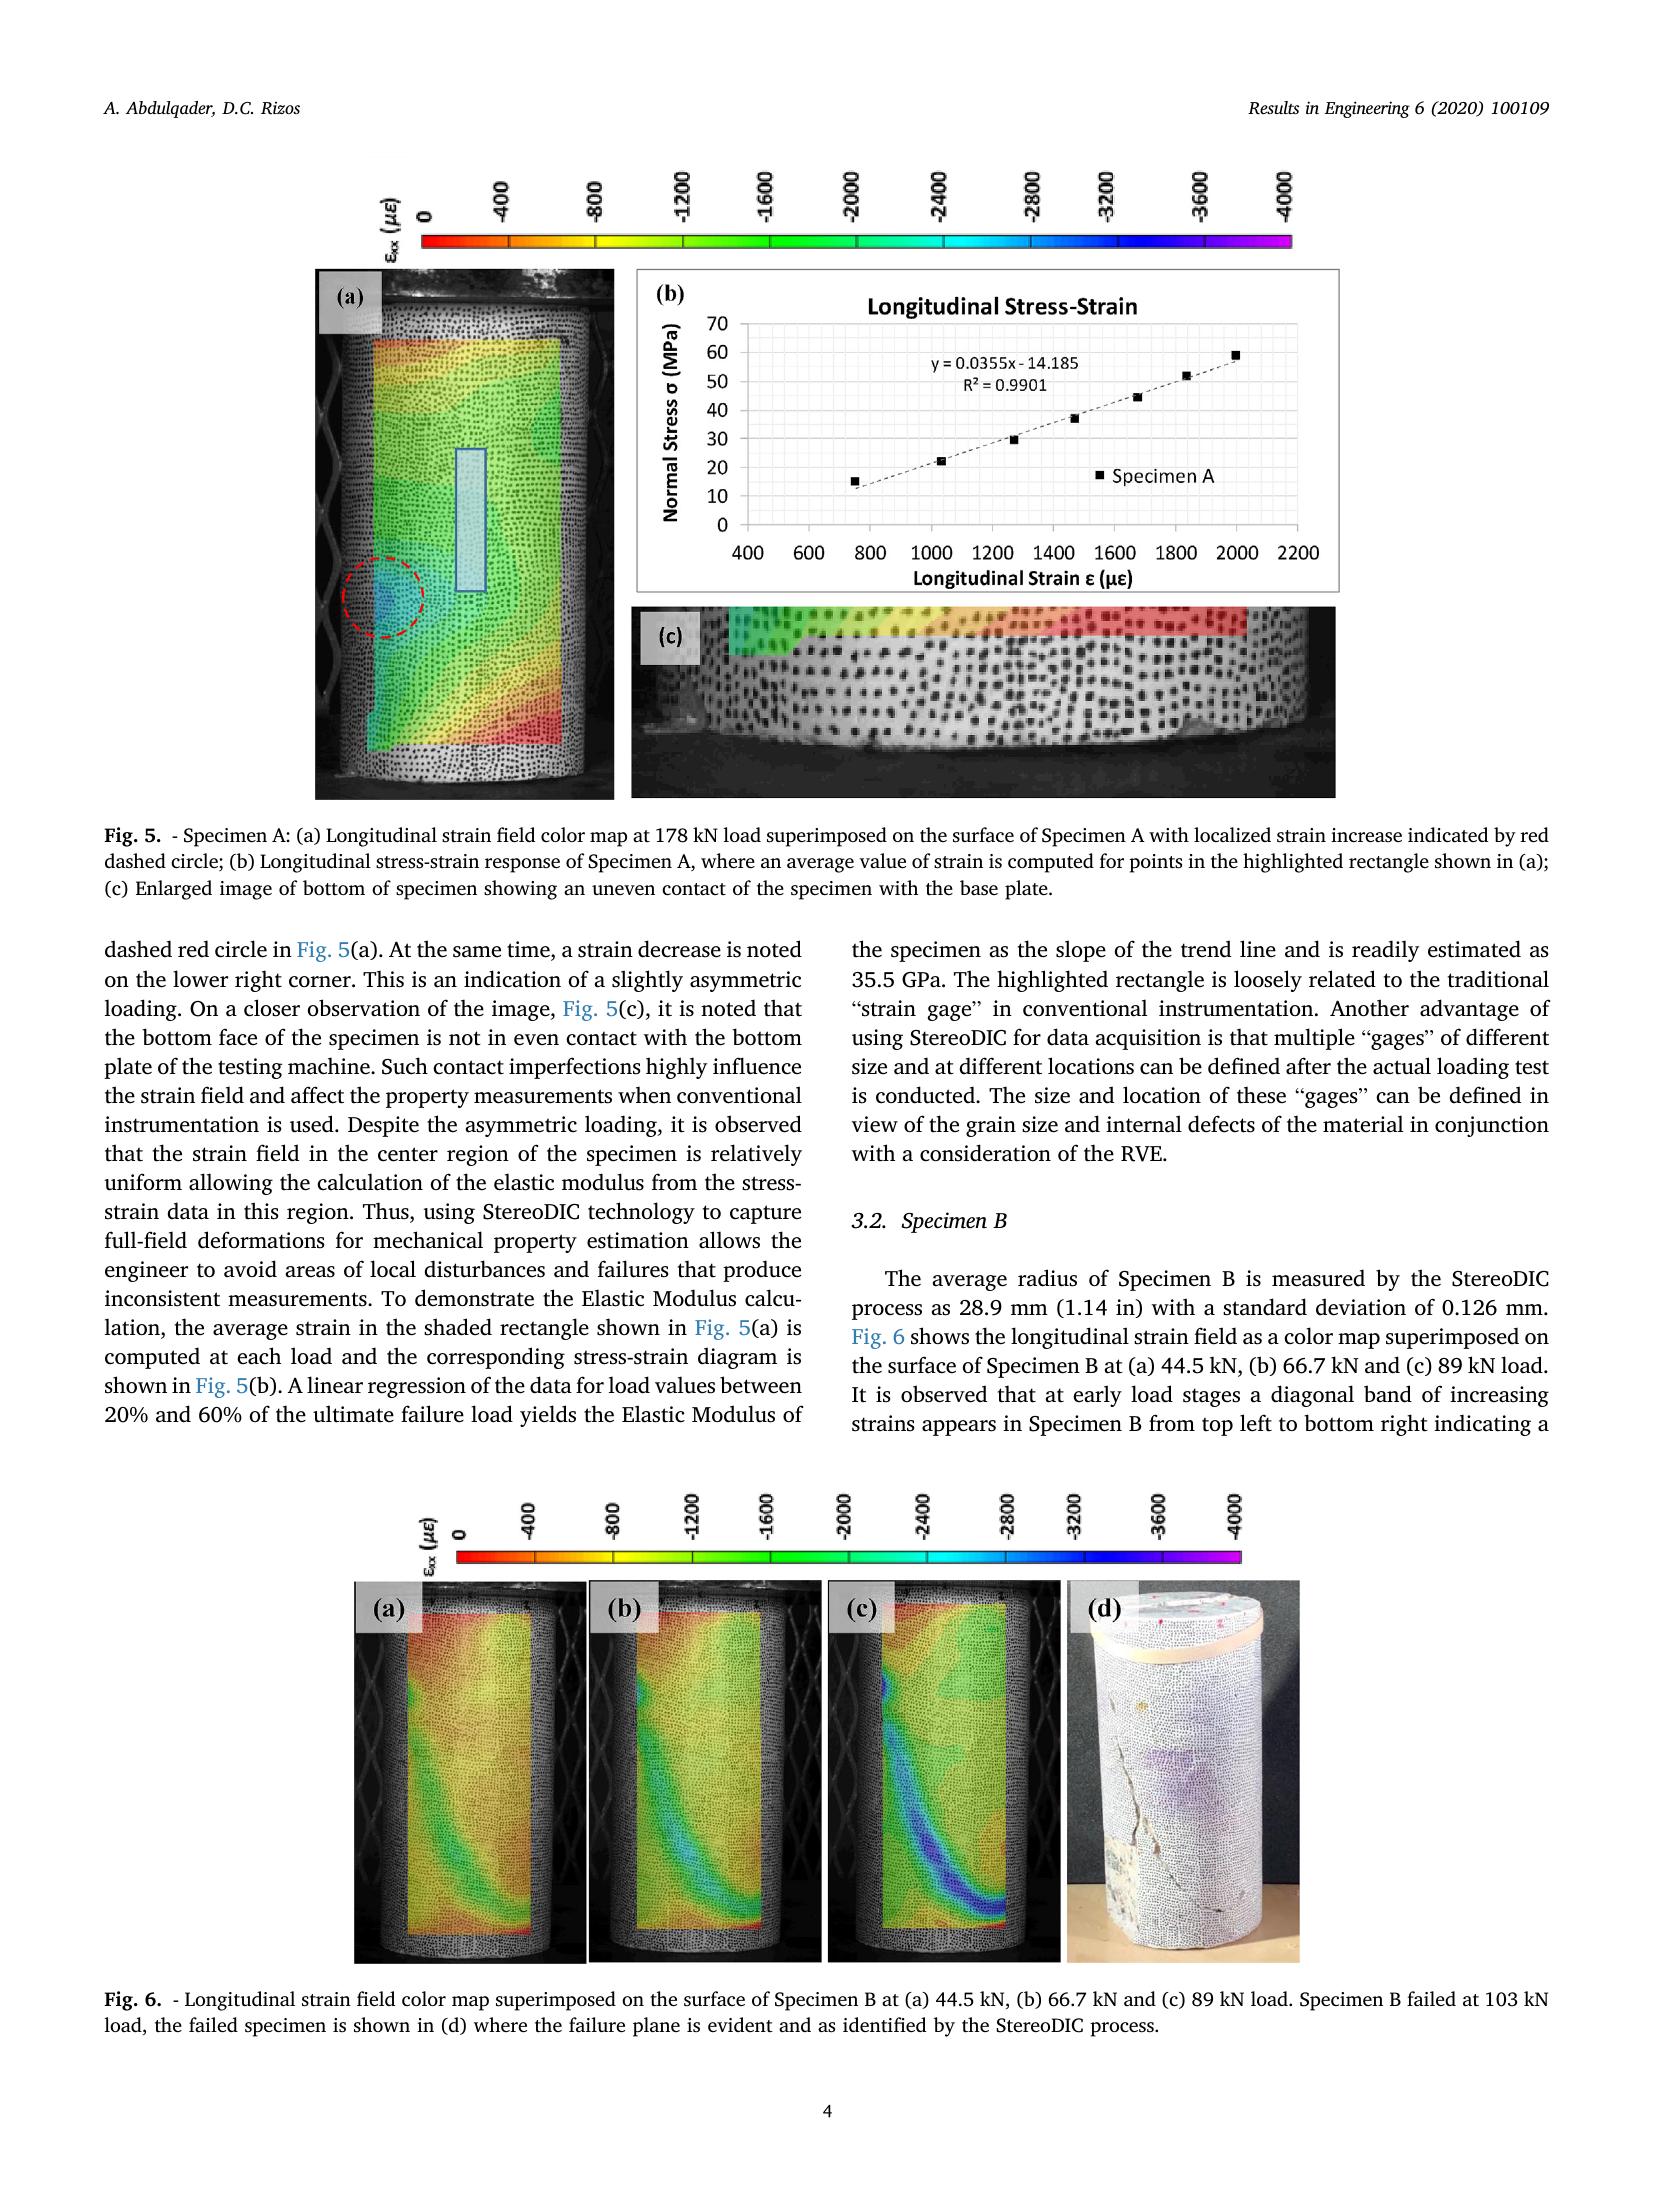 A. Abdulqader, D.C. Rizos
Results in Engineering 6 (2020) 100109
εxx (με)
0
-400
-800
-1200
-1600
-2000
-2400
-2800
-3200
-3600
-4000
(a)
(b)
Longitudinal Stress-Strain
Normal Stress σ (MPa)
70
60
50
40
30
20
10
0
y = 0.0355x - 14.185
R² = 0.9901
Specimen A
400 600 800 1000 1200 1400 1600 1800 2000 2200
Longitudinal Strain ε (με)
(c)
Fig. 5. - Specimen A: (a) Longitudinal strain field color map at 178 kN load superimposed on the surface of Specimen A with localized strain increase indicated by red
dashed circle; (b) Longitudinal stress-strain response of Specimen A, where an average value of strain is computed for points in the highlighted rectangle shown in (a);
(c) Enlarged image of bottom of specimen showing an uneven contact of the specimen with the base plate.
dashed red circle in Fig. 5(a). At the same time, a strain decrease is noted
on the lower right corner. This is an indication of a slightly asymmetric
loading. On a closer observation of the image, Fig. 5(c), it is noted that
the bottom face of the specimen is not in even contact with the bottom
plate of the testing machine. Such contact imperfections highly influence
the strain field and affect the property measurements when conventional
instrumentation is used. Despite the asymmetric loading, it is observed
that the strain field in the center region of the specimen is relatively
uniform allowing the calculation of the elastic modulus from the stress-
strain data in this region. Thus, using StereoDIC technology to capture
full-field deformations for mechanical property estimation allows the
engineer to avoid areas of local disturbances and failures that produce
inconsistent measurements. To demonstrate the Elastic Modulus calcu-
lation, the average strain in the shaded rectangle shown in Fig. 5(a) is
computed at each load and the corresponding stress-strain diagram is
shown in Fig. 5(b). A linear regression of the data for load values between
20% and 60% of the ultimate failure load yields the Elastic Modulus of
the specimen as the slope of the trend line and is readily estimated as
35.5 GPa. The highlighted rectangle is loosely related to the traditional
“strain gage” in conventional instrumentation. Another advantage of
using StereoDIC for data acquisition is that multiple “gages” of different
size and at different locations can be defined after the actual loading test
is conducted. The size and location of these “gages” can be defined in
view of the grain size and internal defects of the material in conjunction
with a consideration of the RVE.
3.2. Specimen B
The average radius of Specimen B is measured by the StereoDIC
process as 28.9 mm (1.14 in) with a standard deviation of 0.126 mm.
Fig. 6 shows the longitudinal strain field as a color map superimposed on
the surface of Specimen B at (a) 44.5 kN, (b) 66.7 kN and (c) 89 kN load.
It is observed that at early load stages a diagonal band of increasing
strains appears in Specimen B from top left to bottom right indicating a
εxx (με)
0
-400
-800
-1200
-1600
-2000
-2400
-2800
-3200
-3600
-4000
(a)
(b)
(c)
(d)
Fig. 6. - Longitudinal strain field color map superimposed on the surface of Specimen B at (a) 44.5 kN, (b) 66.7 kN and (c) 89 kN load. Specimen B failed at 103 kN
load, the failed specimen is shown in (d) where the failure plane is evident and as identified by the StereoDIC process.
4